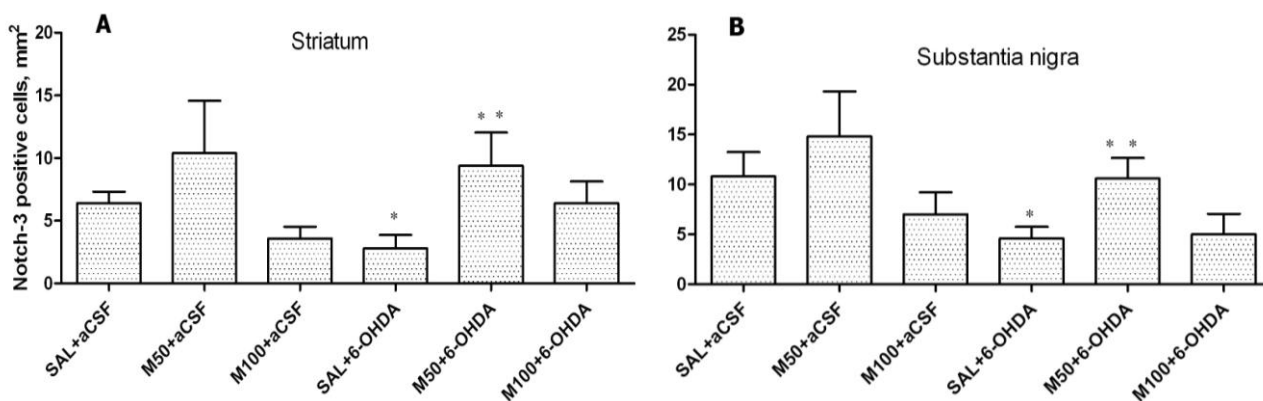 A
Striatum
Notch-3 positive cells, mm²
20
15
10
5
0
*
* *
SAL+aCSF
M50+aCSF
M100+aCSF
SAL+6-OHDA
M50+6-OHDA
M100+6-OHDA
B
Substantia nigra
25
20
15
10
5
0
*
* *
SAL+aCSF
M50+aCSF
M100+aCSF
SAL+6-OHDA
M50+6-OHDA
M100+6-OHDA